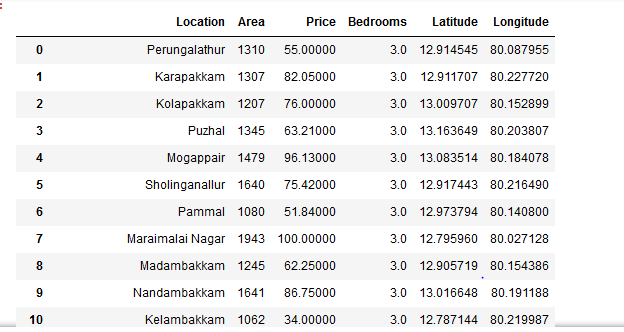 Location Area Price Bedrooms Latitude Longitude
0 Perungalathur 1310 55.00000 3.0 12.914545 80.087955
1 Karapakkam 1307 82.05000 3.0 12.911707 80.227720
2 Kolapakkam 1207 76.00000 3.0 13.009707 80.152899
3 Puzhal 1345 63.21000 3.0 13.163649 80.203807
4 Mogappair 1479 96.13000 3.0 13.083514 80.184078
5 Sholinganallur 1640 75.42000 3.0 12.917443 80.216490
6 Pammal 1080 51.84000 3.0 12.973794 80.140800
7 Maraimalai Nagar 1943 100.00000 3.0 12.795960 80.027128
8 Madambakkam 1245 62.25000 3.0 12.905719 80.154386
9 Nandambakkam 1641 86.75000 3.0 13.016648 80.191188
10 Kelambakkam 1062 34.00000 3.0 12.787144 80.219987